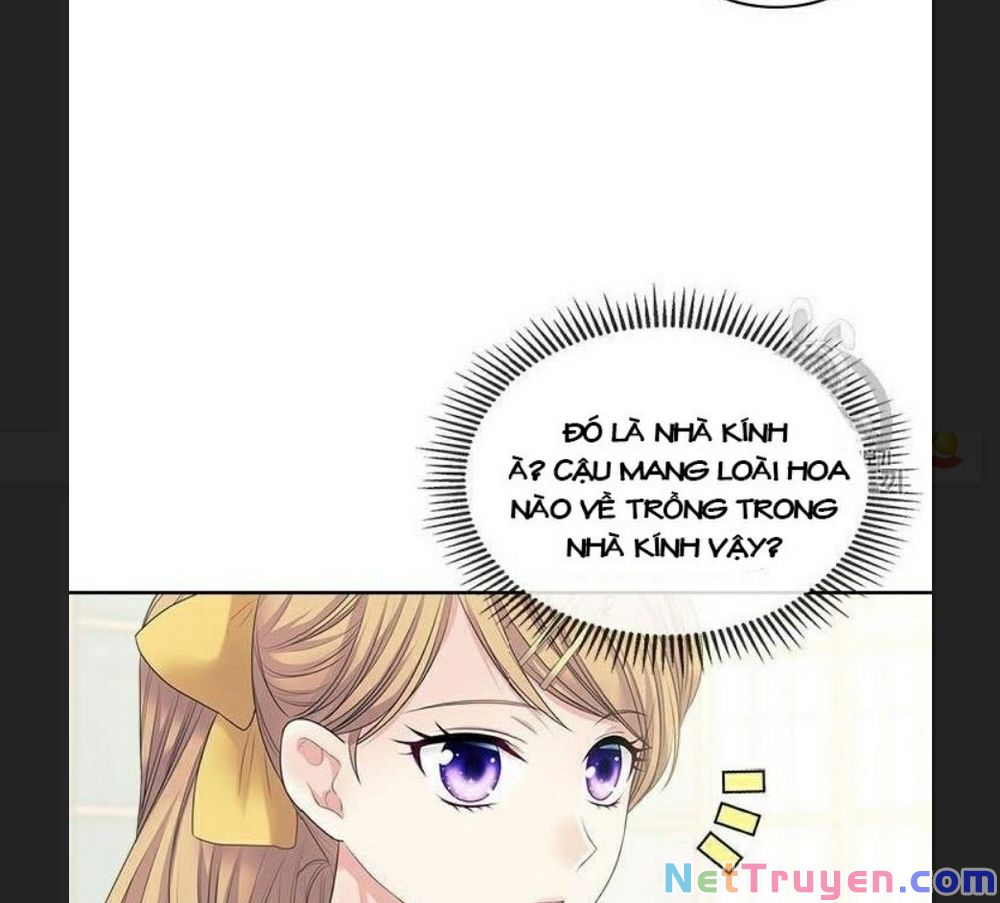 ĐÓ LÀ NHÀ KÍNH
À? CẬU MANG LOÀI HOA
NÀO VỀ TRỒNG TRONG
NHÀ KÍNH VẬY?
NetTruyen.com